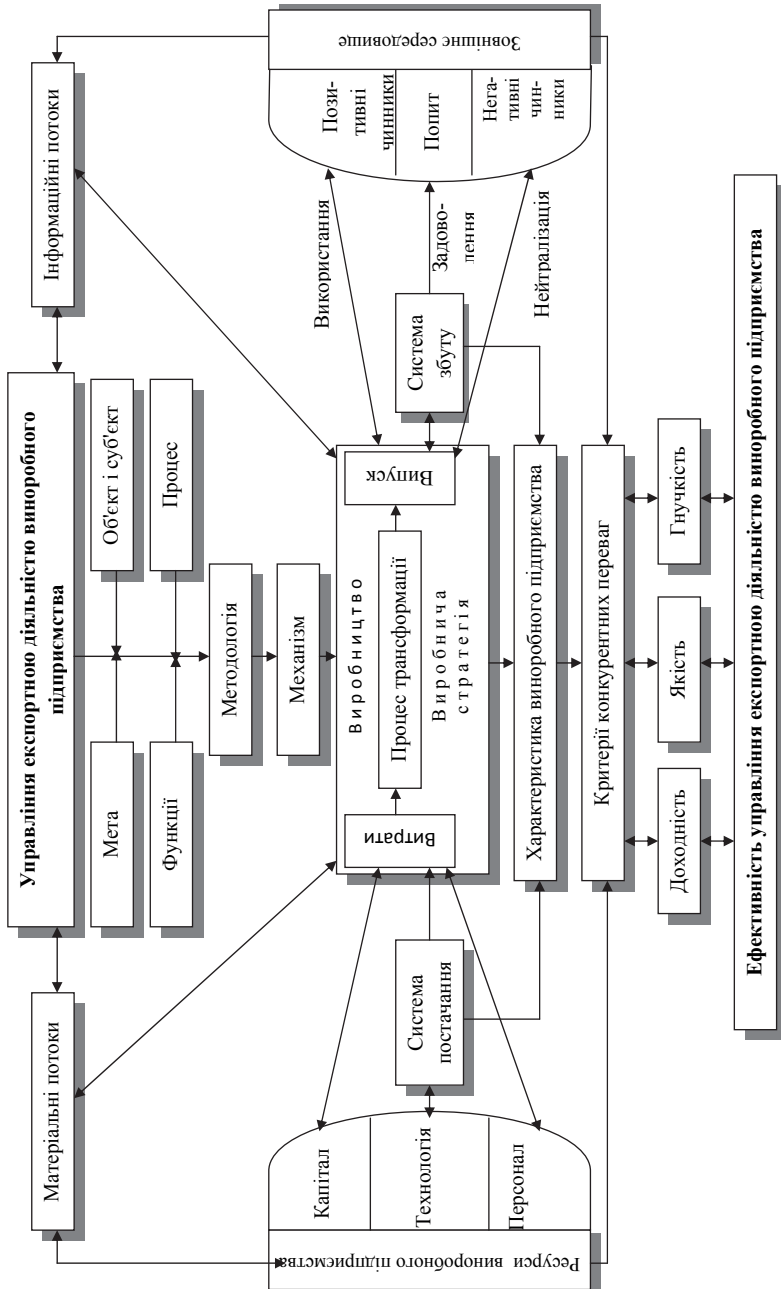 Матеріальні потоки
Управління експортною діяльністю виноробного
підприємства
Інформаційні потоки
Мета
Об'єкт і суб'єкт
Функції
Процес
Методологія
Механізм
Ресурси виноробного підприємства
Капітал
Технологія
Персонал
Система
постачання
Виробництво
Витрати
Процес трансформації
Випуск
Виробнича
стратегія
Система
збуту
Використання
Задово-
лення
Нейтралізація
Пози-
тивні
чинники
Попит
Нега-
тивні
чин-
ники
Зовнішнє середовище
Характеристика виноробного підприємства
Критерії конкурентних переваг
Доходність
Якість
Гнучкість
Ефективність управління експортною діяльністю виноробного підприємства